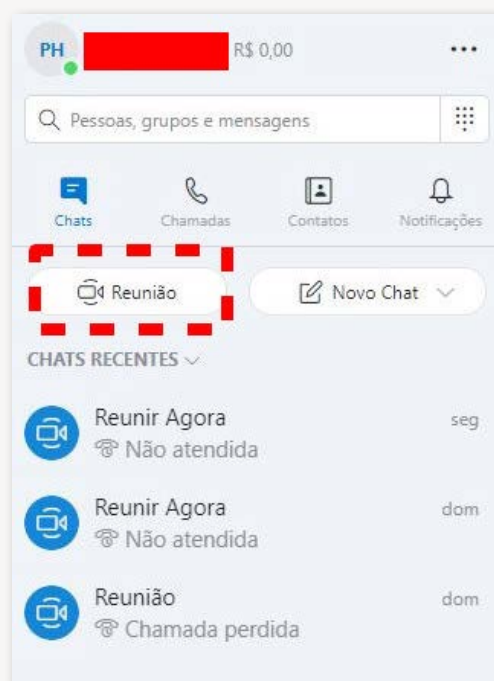 PH R$ 0,00
Pessoas, grupos e mensagens
Chats Chamadas Contatos Notificações
Reunião Novo Chat
CHATS RECENTES
Reunir Agora seg
Não atendida
Reunir Agora dom
Não atendida
Reunião dom
Chamada perdida